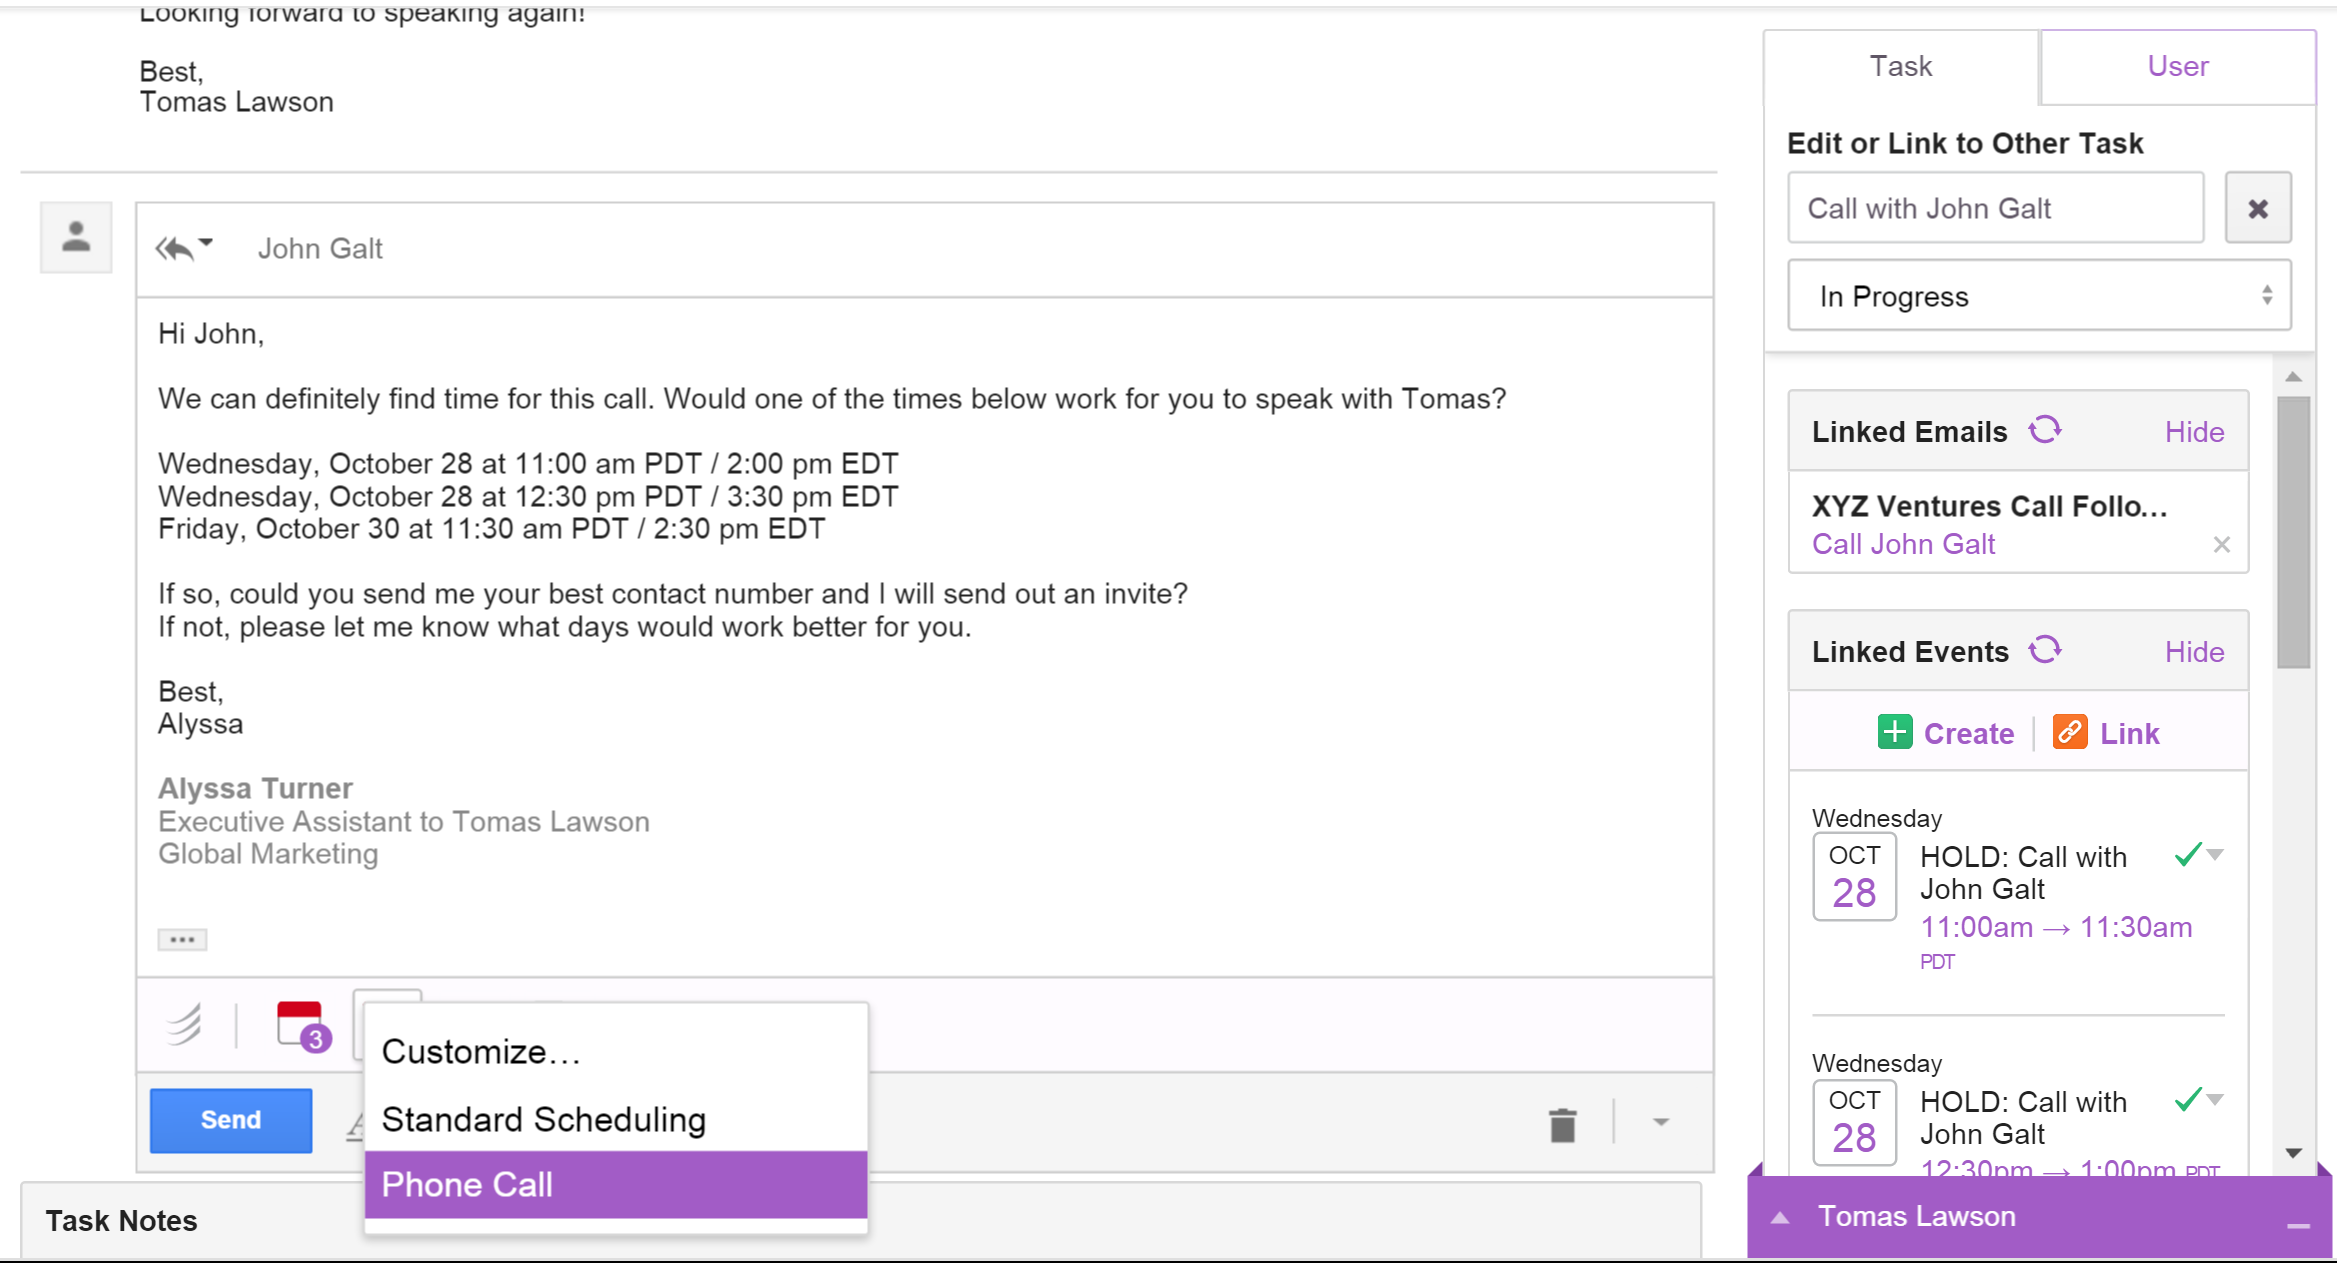 Looking forward to speaking again!
Best,
Tomas Lawson
John Galt
Hi John,
We can definitely find time for this call. Would one of the times below work for you to speak with Tomas?
Wednesday, October 28 at 11:00 am PDT / 2:00 pm EDT
Wednesday, October 28 at 12:30 pm PDT / 3:30 pm EDT
Friday, October 30 at 11:30 am PDT / 2:30 pm EDT
If so, could you send me your best contact number and I will send out an invite?
If not, please let me know what days would work better for you.
Best,
Alyssa
Alyssa Turner
Executive Assistant to Tomas Lawson
Global Marketing
3
Customize…
Standard Scheduling
Phone Call
Send
A
Task Notes
Task
User
Edit or Link to Other Task
Call with John Galt
In Progress
Linked Emails
Hide
XYZ Ventures Call Follo...
Call John Galt
Linked Events
Hide
Create
Link
Wednesday
OCT
28
HOLD: Call with
John Galt
11:00am → 11:30am
PDT
Wednesday
OCT
28
HOLD: Call with
John Galt
12:30pm → 1:00pm PDT
Tomas Lawson